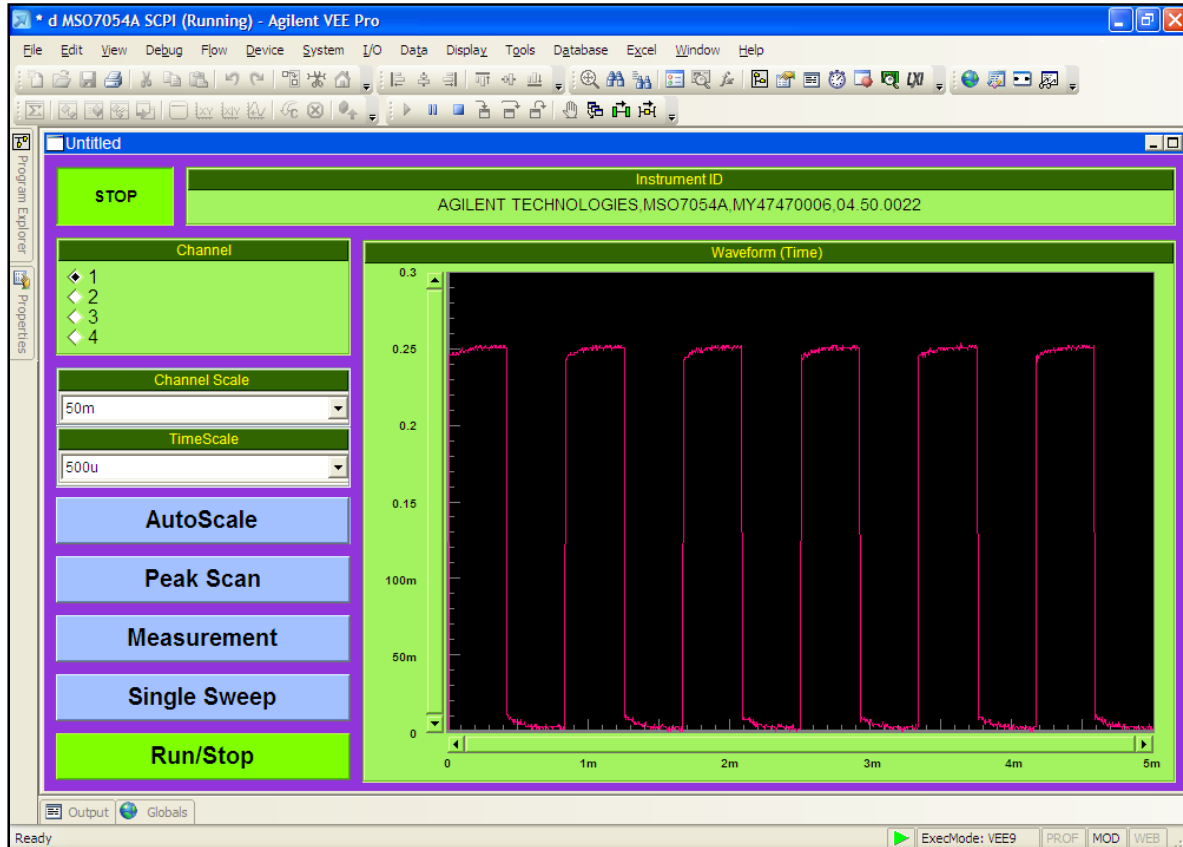 * d MSO7054A SCPI (Running) - Agilent VEE Pro
File Edit View Debug Flow Device System I/O Data Display Tools Database Excel Window Help
Program Explorer
Properties
Untitled
STOP
Instrument ID
AGILENT TECHNOLOGIES,MSO7054A,MY47470006,04.50.0022
Channel
1
2
3
4
Channel Scale
50m
TimeScale
500u
AutoScale
Peak Scan
Measurement
Single Sweep
Run/Stop
Waveform (Time)
0.3
0.25
0.2
0.15
100m
50m
0
0 1m 2m 3m 4m 5m
Output Globals
Ready ExecMode: VEE9 PROF MOD WEB